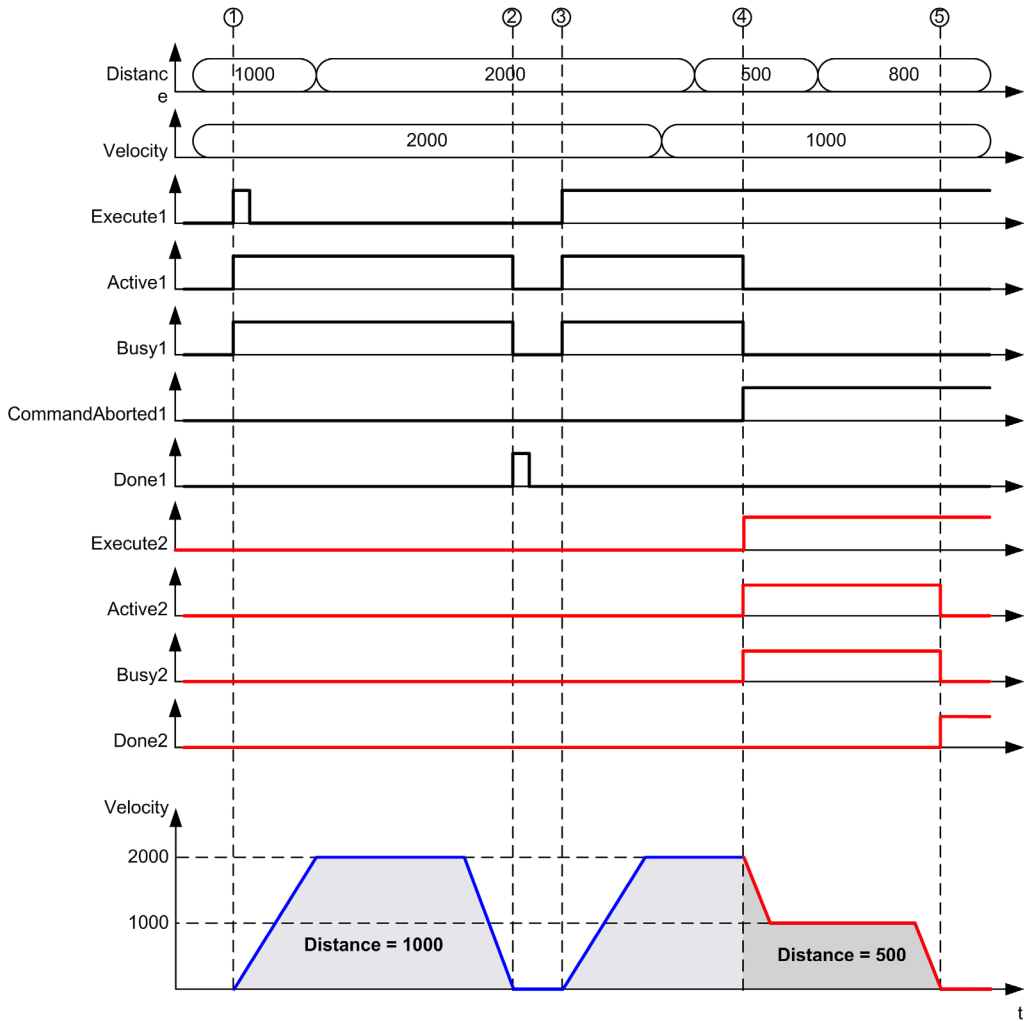 ① ② ③ ④ ⑤
Distanc
e
1000 2000 500 800
Velocity 2000 1000
Execute1
Active1
Busy1
CommandAborted1
Done1
Execute2
Active2
Busy2
Done2
Velocity
2000
1000
Distance = 1000
Distance = 500
t